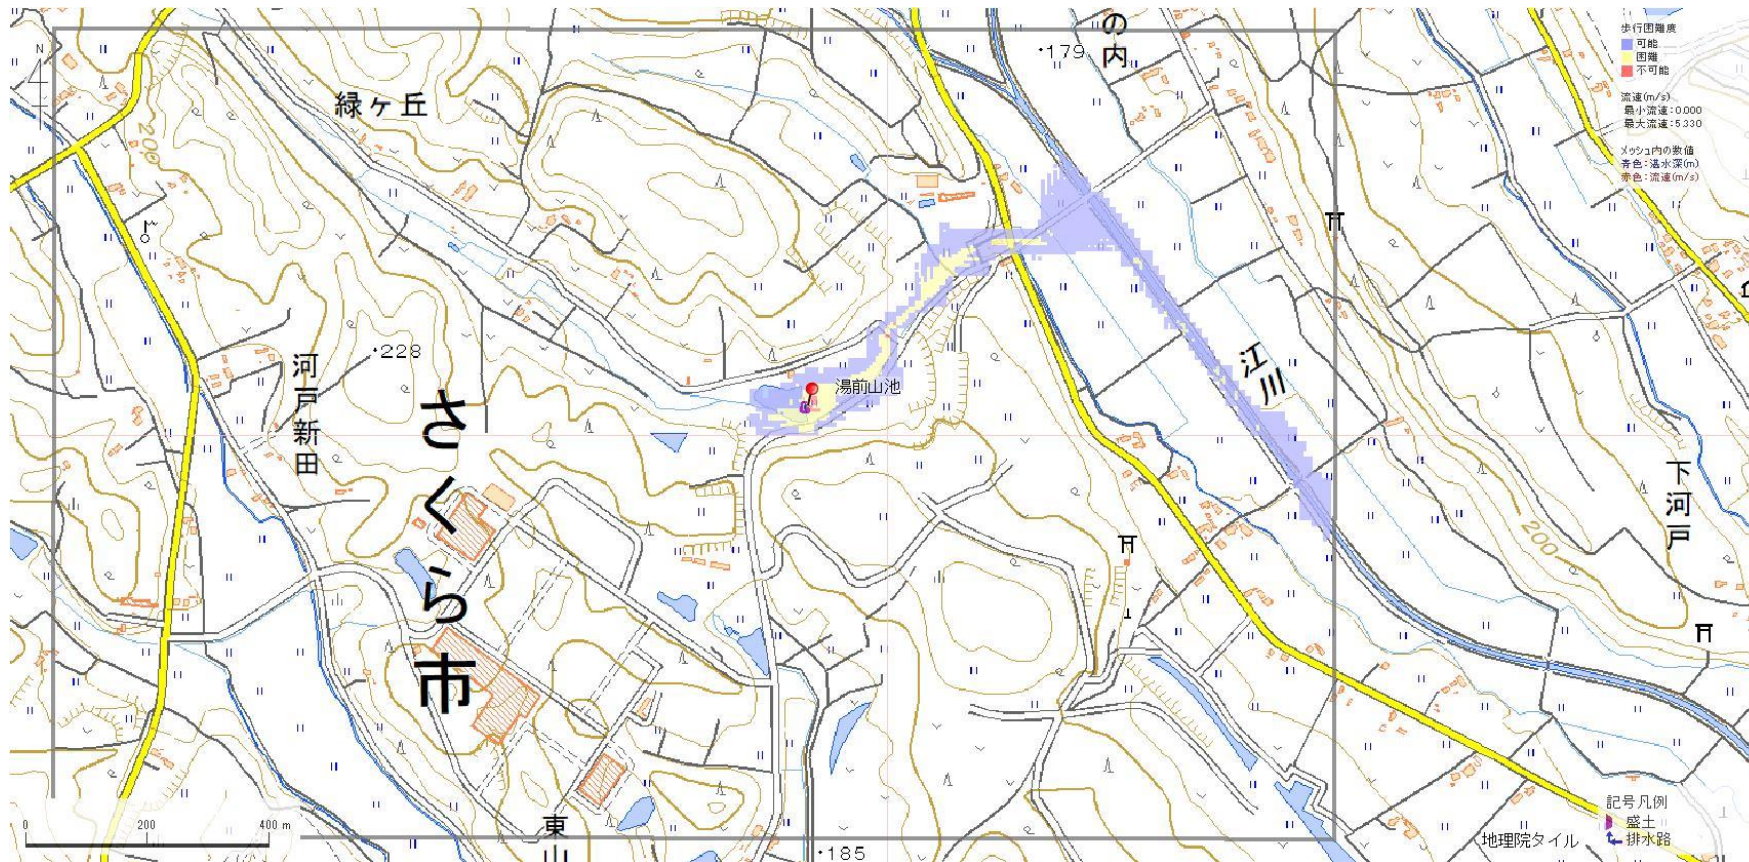 の内
・179
歩行困難度
可能
困難
不可能
流速(m/s)
最小流速：0.000
最大流速：5.330
メッシュ内の数値
青色：湛水深(m)
赤色：流速(m/s)
N
緑ヶ丘
200
・228
河戸新田
さくら市
湯前山池
江川
下河戸
200
東山
・185
0 200 400 m
記号凡例
盛土
排水路
地理院タイル